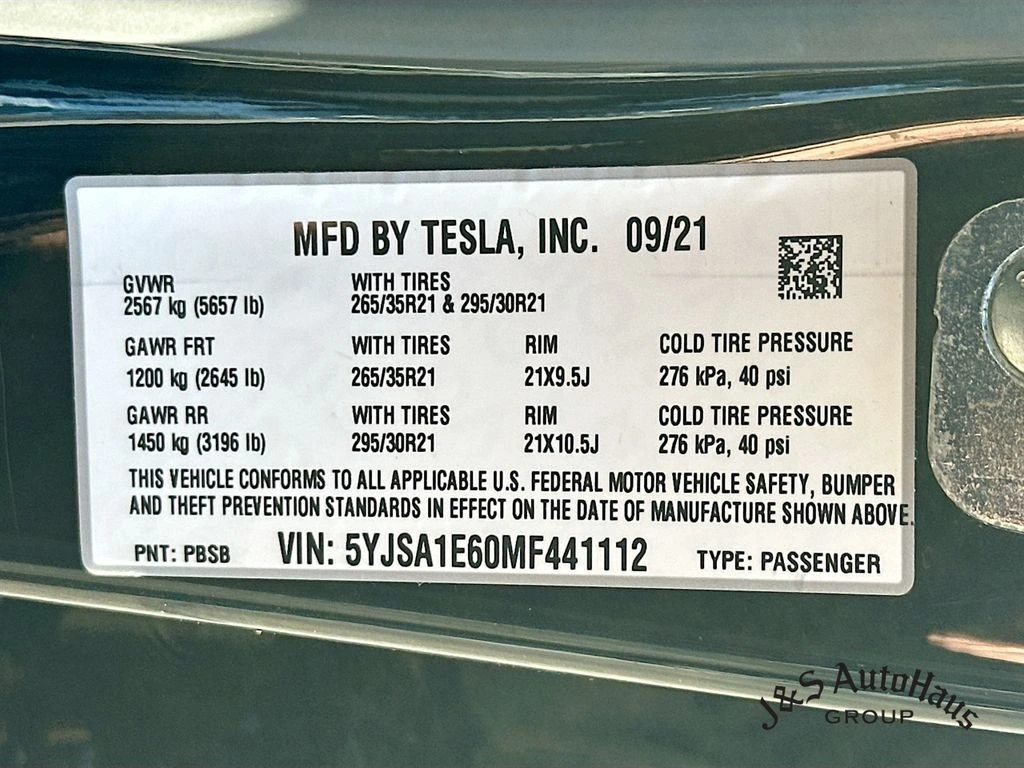 MFD BY TESLA, INC. 09/21
GVWR WITH TIRES
2567 kg (5657 lb) 265/35R21 & 295/30R21
GAWR FRT WITH TIRES RIM COLD TIRE PRESSURE
1200 kg (2645 lb) 265/35R21 21X9.5J 276 kPa, 40 psi
GAWR RR WITH TIRES RIM COLD TIRE PRESSURE
1450 kg (3196 lb) 295/30R21 21X10.5J 276 kPa, 40 psi
THIS VEHICLE CONFORMS TO ALL APPLICABLE U.S. FEDERAL MOTOR VEHICLE SAFETY, BUMPER
AND THEFT PREVENTION STANDARDS IN EFFECT ON THE DATE OF MANUFACTURE SHOWN ABOVE.
PNT: PBSB VIN: 5YJSA1E60MF441112 TYPE: PASSENGER
J&S AutoHaus
GROUP